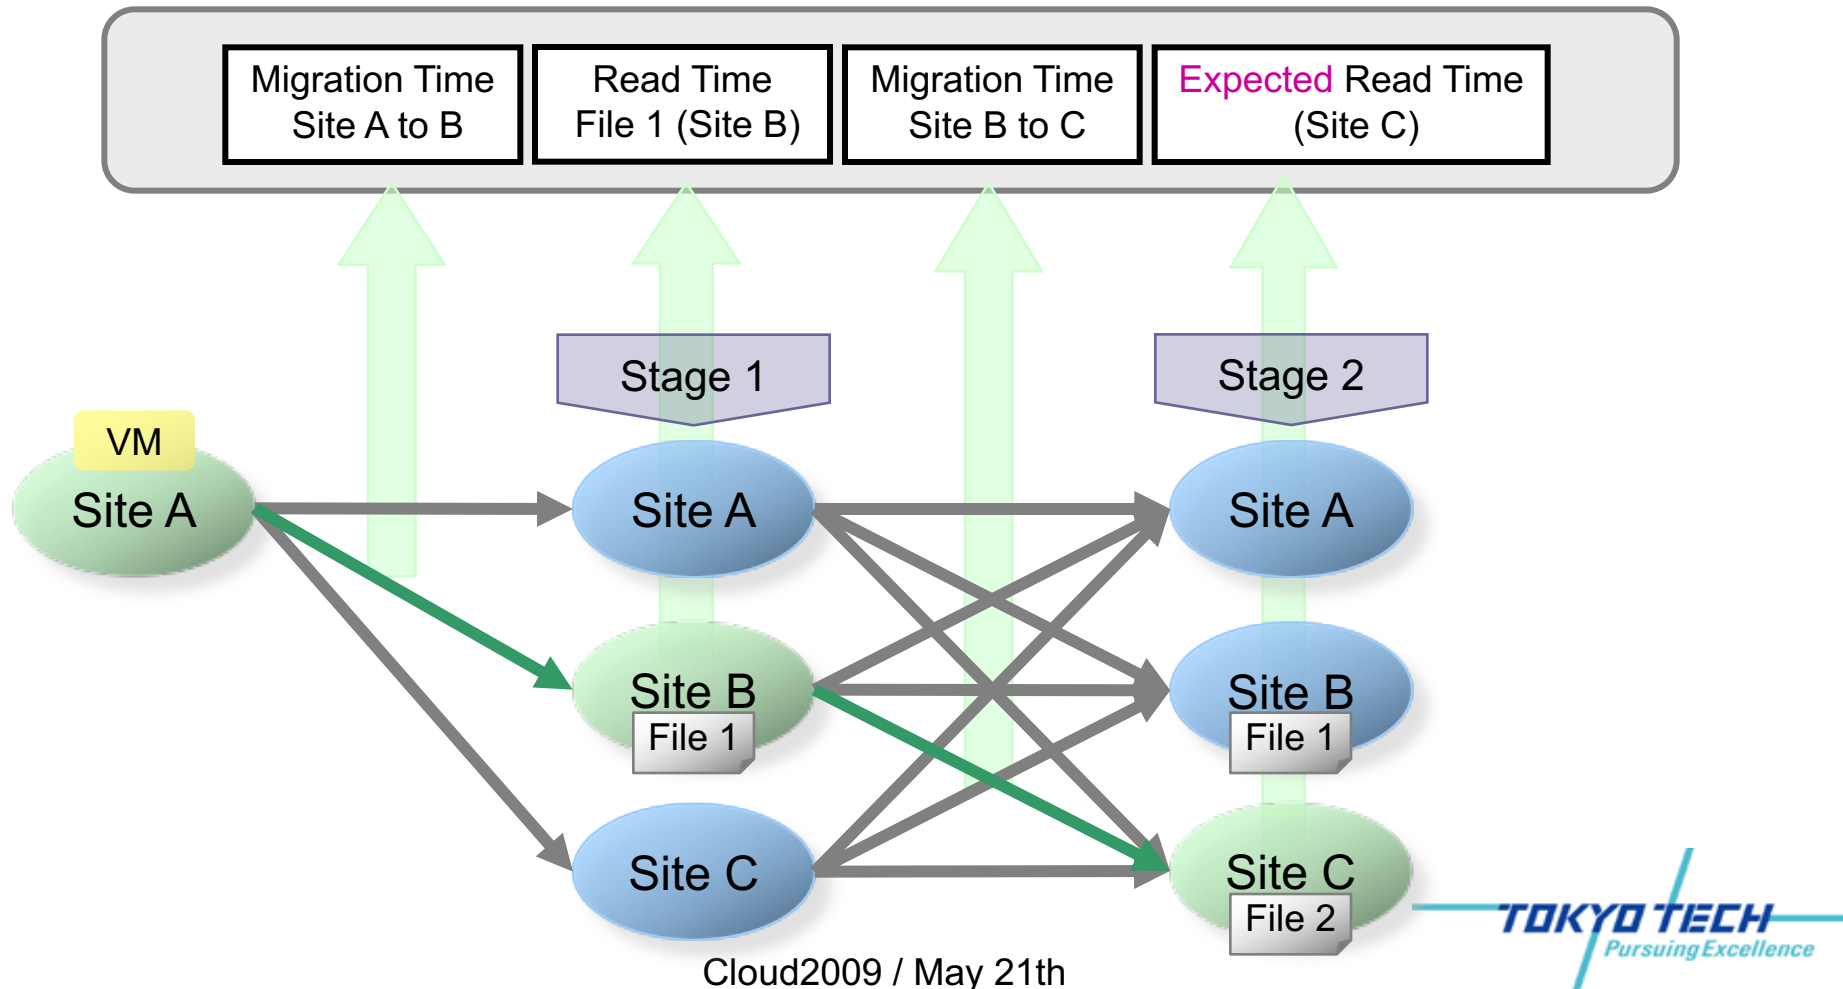 Migration Time
Site A to B
Read Time
File 1 (Site B)
Migration Time
Site B to C
Expected Read Time
(Site C)
Stage 1
Stage 2
VM
Site A
Site A
Site A
Site B
File 1
Site B
File 1
Site C
Site C
File 2
TOKYO TECH
Pursuing Excellence
Cloud2009 / May 21th